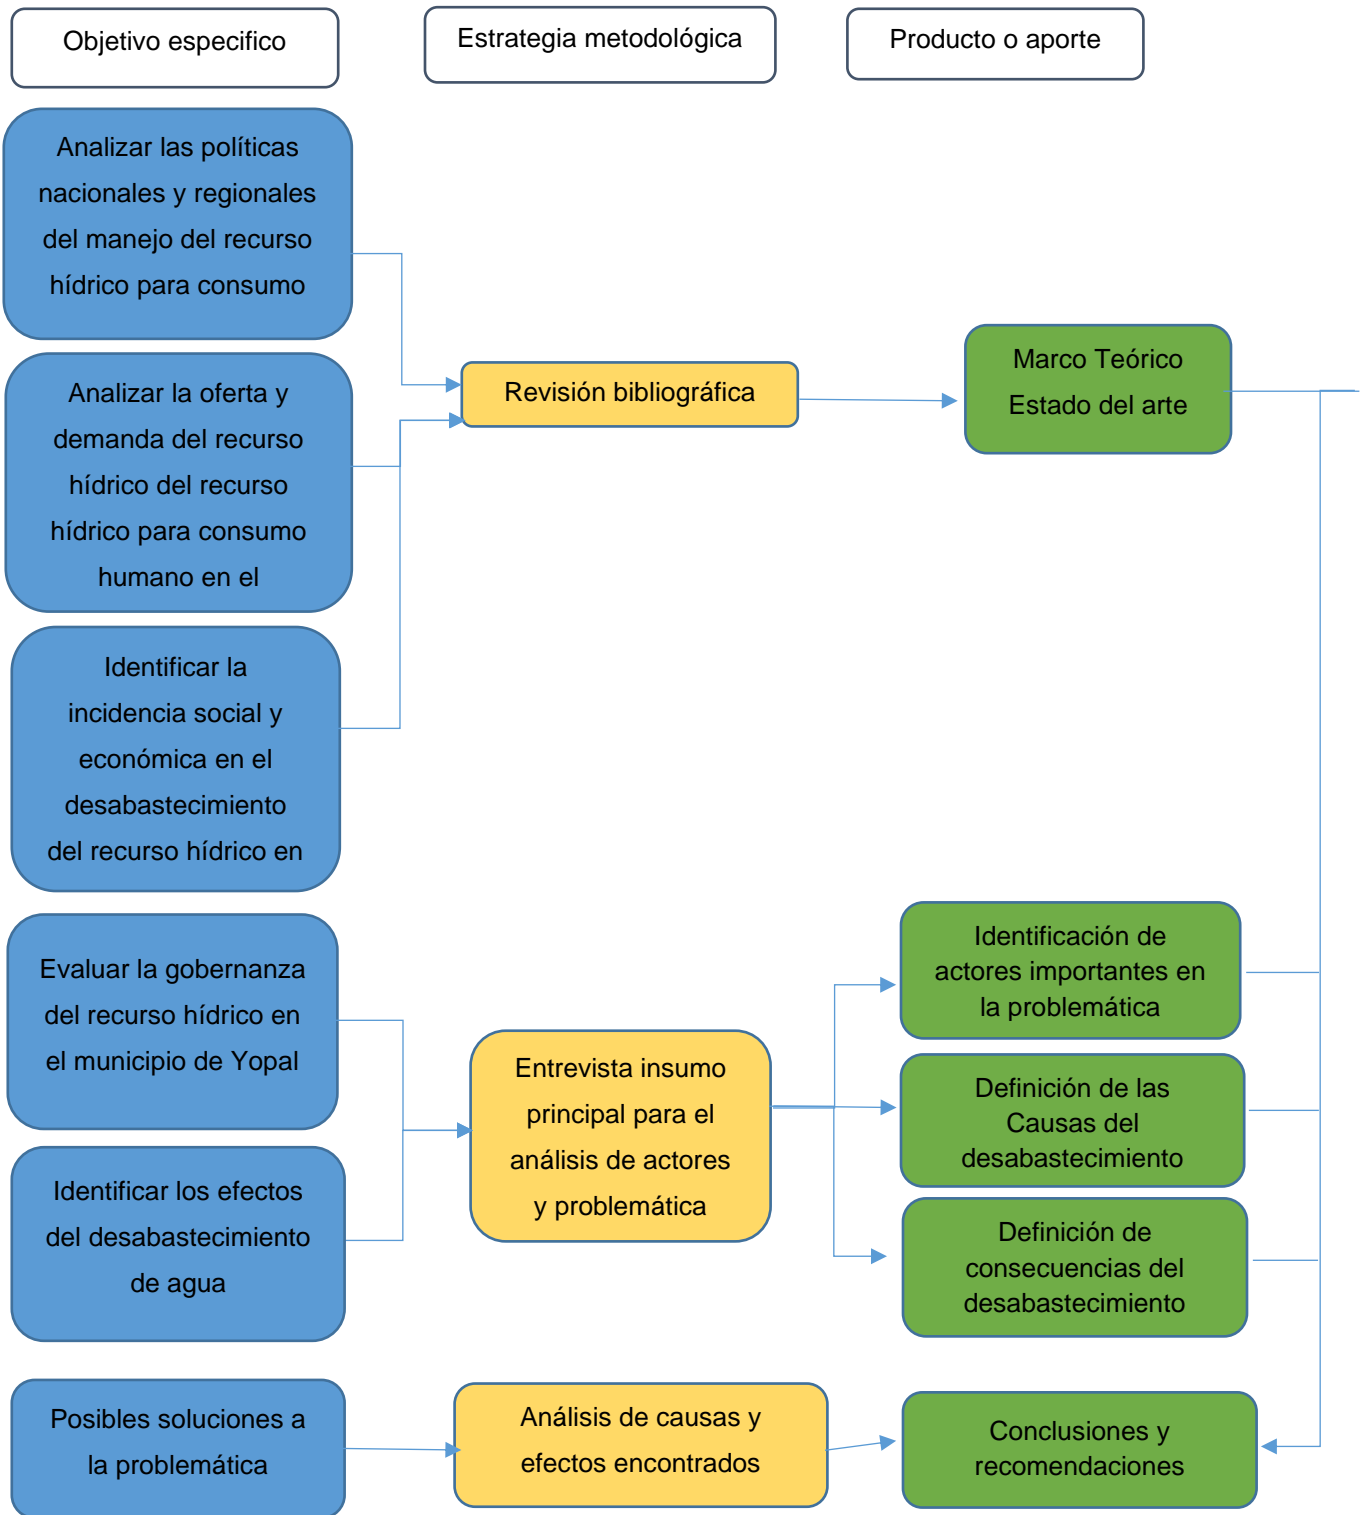 Objetivo especifico
Estrategia metodológica
Producto o aporte
Analizar las políticas
nacionales y regionales
del manejo del recurso
hídrico para consumo
Analizar la oferta y
demanda del recurso
hídrico del recurso
hídrico para consumo
humano en el
Identificar la
incidencia social y
económica en el
desabastecimiento
del recurso hídrico en
Revisión bibliográfica
Marco Teórico
Estado del arte
Evaluar la gobernanza
del recurso hídrico en
el municipio de Yopal
Identificar los efectos
del desabastecimiento
de agua
Entrevista insumo
principal para el
análisis de actores
y problemática
Identificación de
actores importantes en
la problemática
Definición de las
Causas del
desabastecimiento
Definición de
consecuencias del
desabastecimiento
Posibles soluciones a
la problemática
Análisis de causas y
efectos encontrados
Conclusiones y
recomendaciones